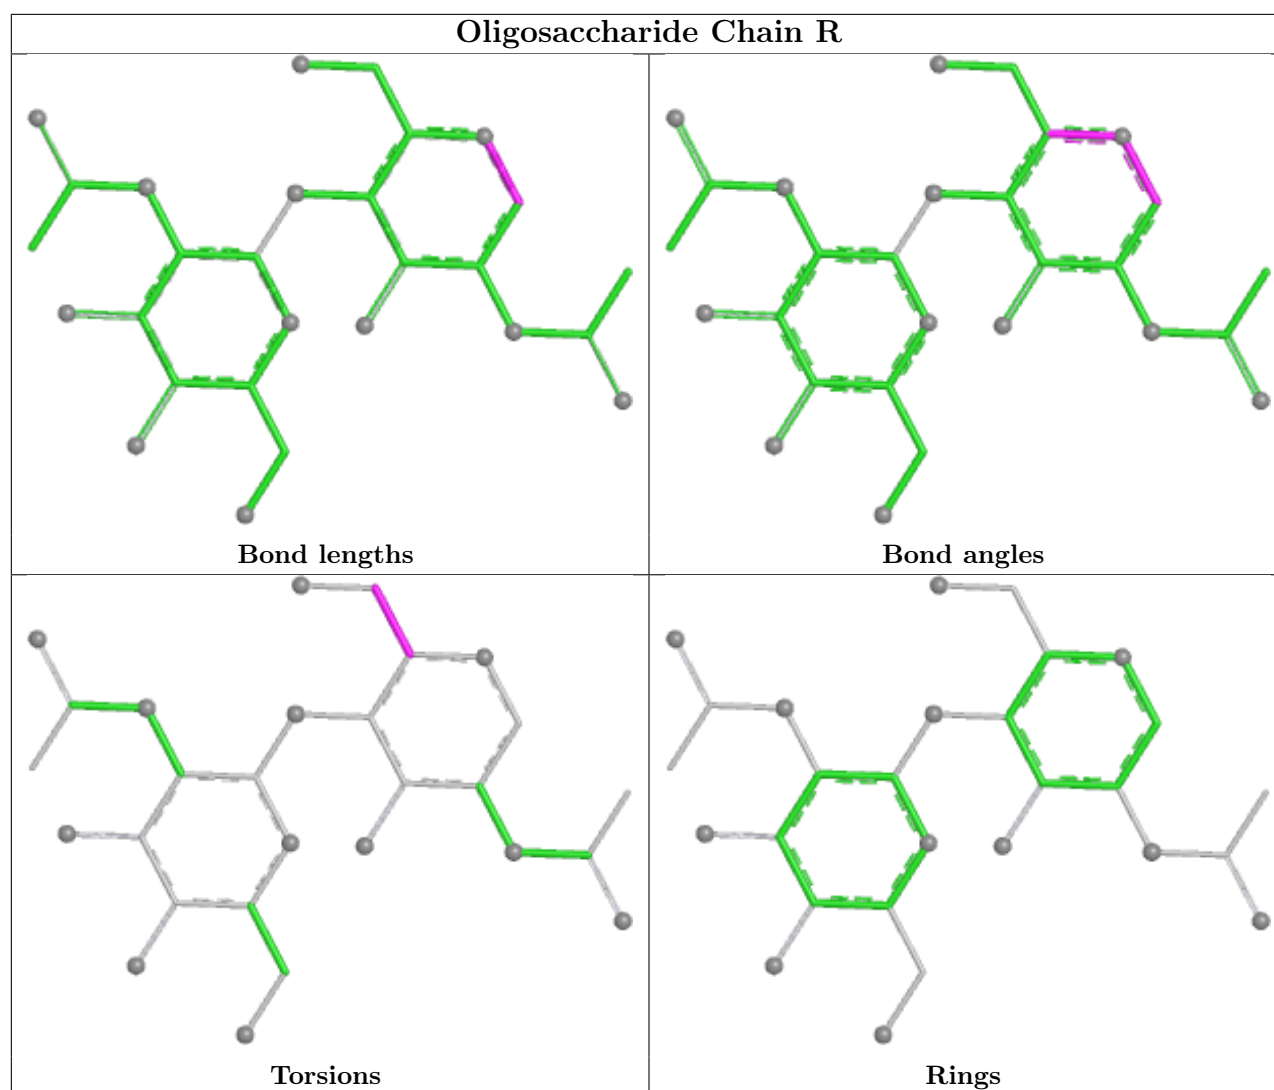 Oligosaccharide Chain R
Bond lengths
Bond angles
Torsions
Rings